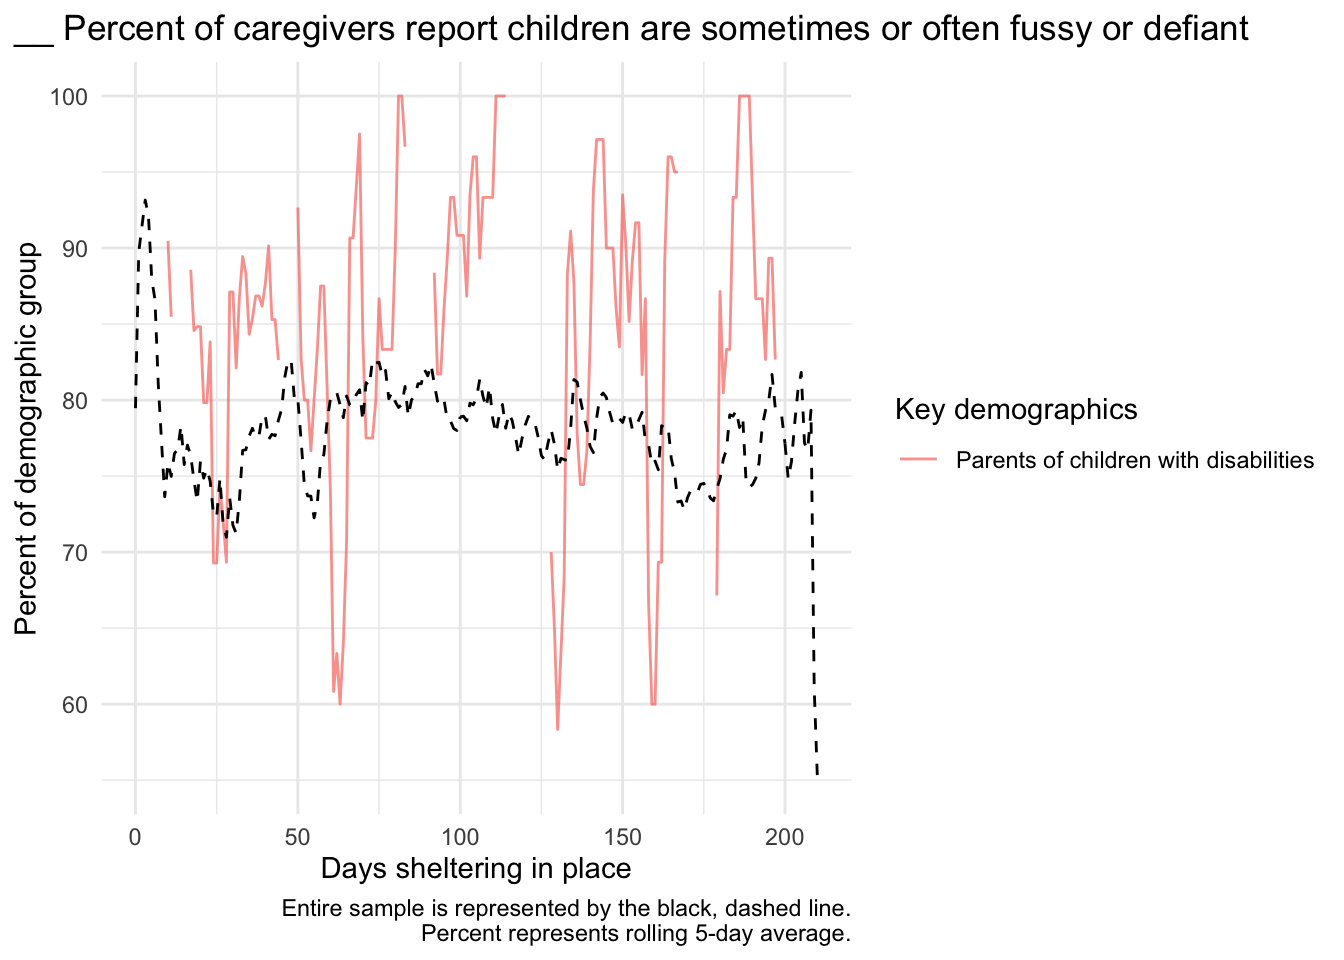 __ Percent of caregivers report children are sometimes or often fussy or defiant
Percent of demographic group
100
90
80
70
60
0
50
100
150
200
Days sheltering in place
Key demographics
Parents of children with disabilities
Entire sample is represented by the black, dashed line.
Percent represents rolling 5-day average.